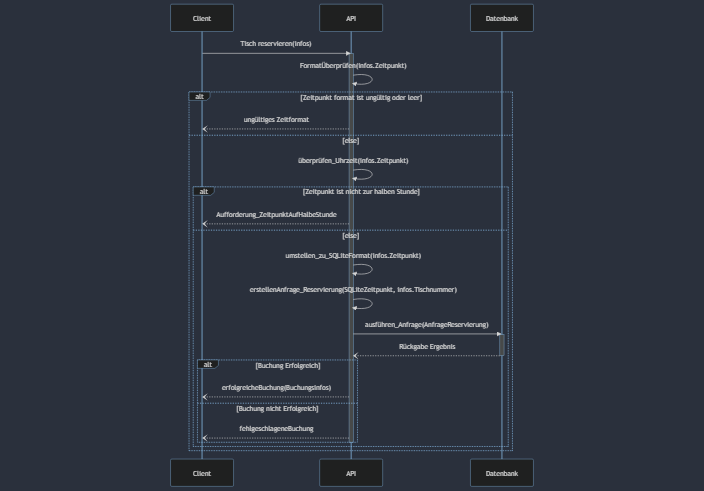 Client API Datenbank
Tisch reservieren(Infos)
FormatÜberprüfen(Infos.Zeitpunkt)
alt [Zeitpunkt format ist ungültig oder leer]
ungültiges Zeitformat
[else]
überprüfen_Uhrzeit(Infos.Zeitpunkt)
alt [Zeitpunkt ist nicht zur halben Stunde]
Aufforderung_ZeitpunktAufHalbeStunde
[else]
umstellen_zu_SQLiteFormat(Infos.Zeitpunkt)
erstellenAnfrage_Reservierung(SQLiteZeitpunkt, Infos.Tischnummer)
ausführen_Anfrage(AnfrageReservierung)
Rückgabe Ergebnis
alt [Buchung Erfolgreich]
erfolgreicheBuchung(BuchungsInfos)
[Buchung nicht Erfolgreich]
fehlgeschlageneBuchung
Client API Datenbank